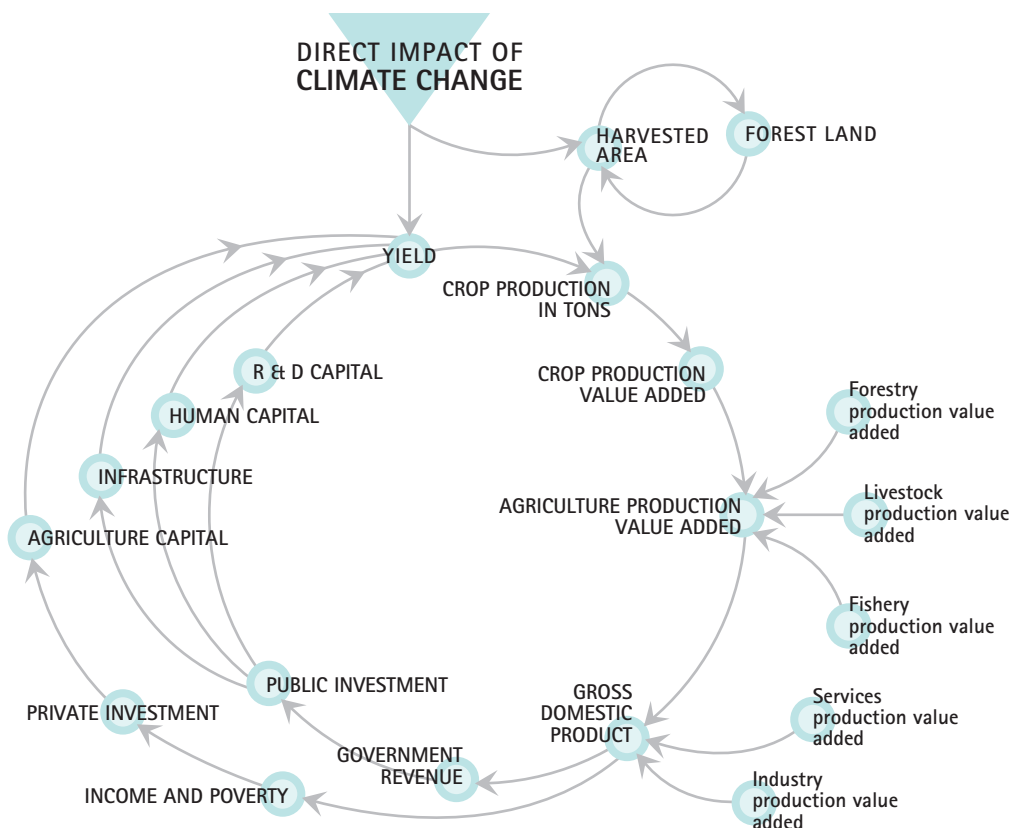 DIRECT IMPACT OF
CLIMATE CHANGE
HARVESTED
AREA
FOREST LAND
YIELD
CROP PRODUCTION
IN TONS
R & D CAPITAL
CROP PRODUCTION
VALUE ADDED
HUMAN CAPITAL
Forestry
production value
added
INFRASTRUCTURE
AGRICULTURE PRODUCTION
VALUE ADDED
Livestock
production value
added
AGRICULTURE CAPITAL
Fishery
production value
added
PUBLIC INVESTMENT
PRIVATE INVESTMENT
GROSS
DOMESTIC
PRODUCT
Services
production value
added
GOVERNMENT
REVENUE
INCOME AND POVERTY
Industry
production value
added